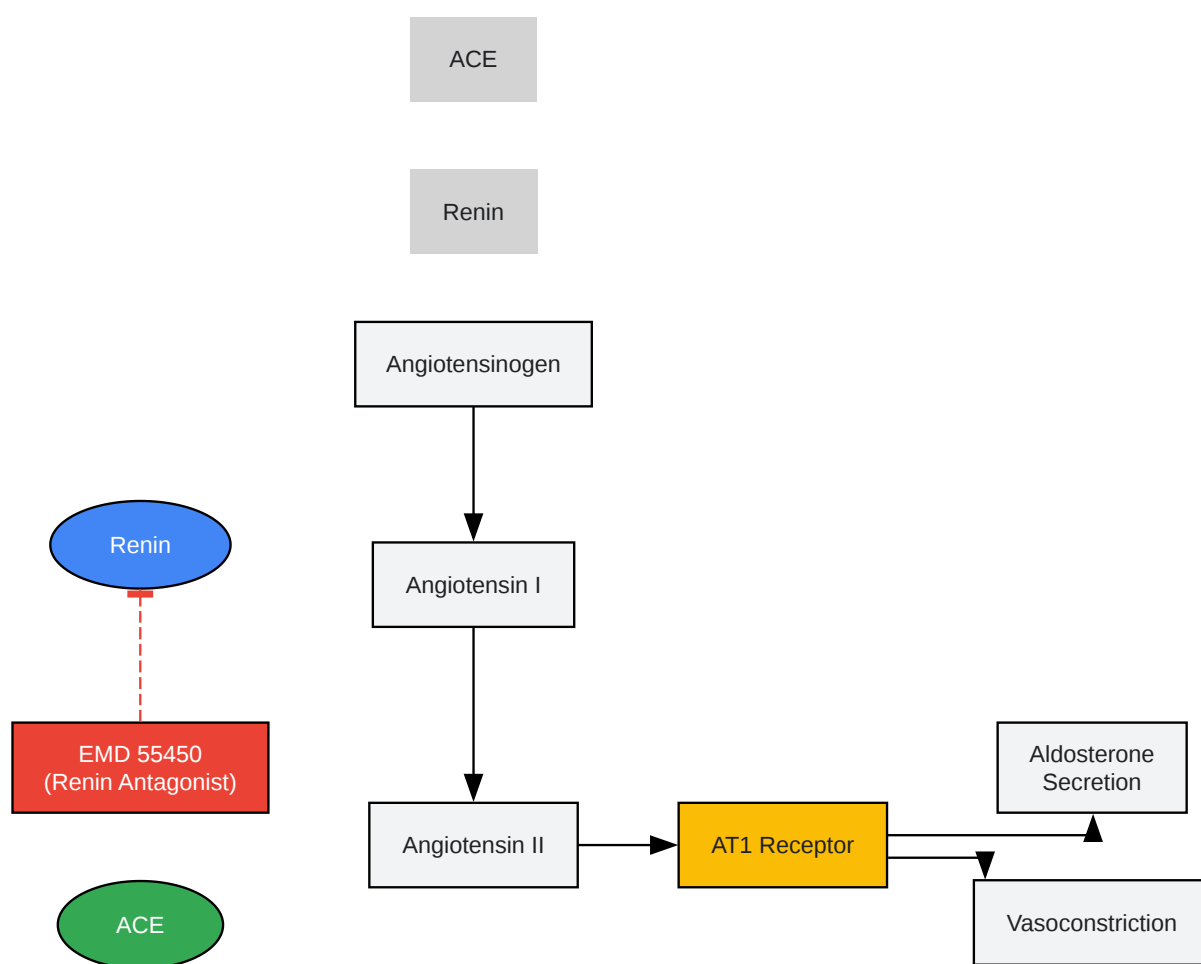 ACE
Renin
Angiotensinogen
Renin
Angiotensin I
EMD 55450
(Renin Antagonist)
Aldosterone
Secretion
Angiotensin II
AT1 Receptor
ACE
Vasoconstriction